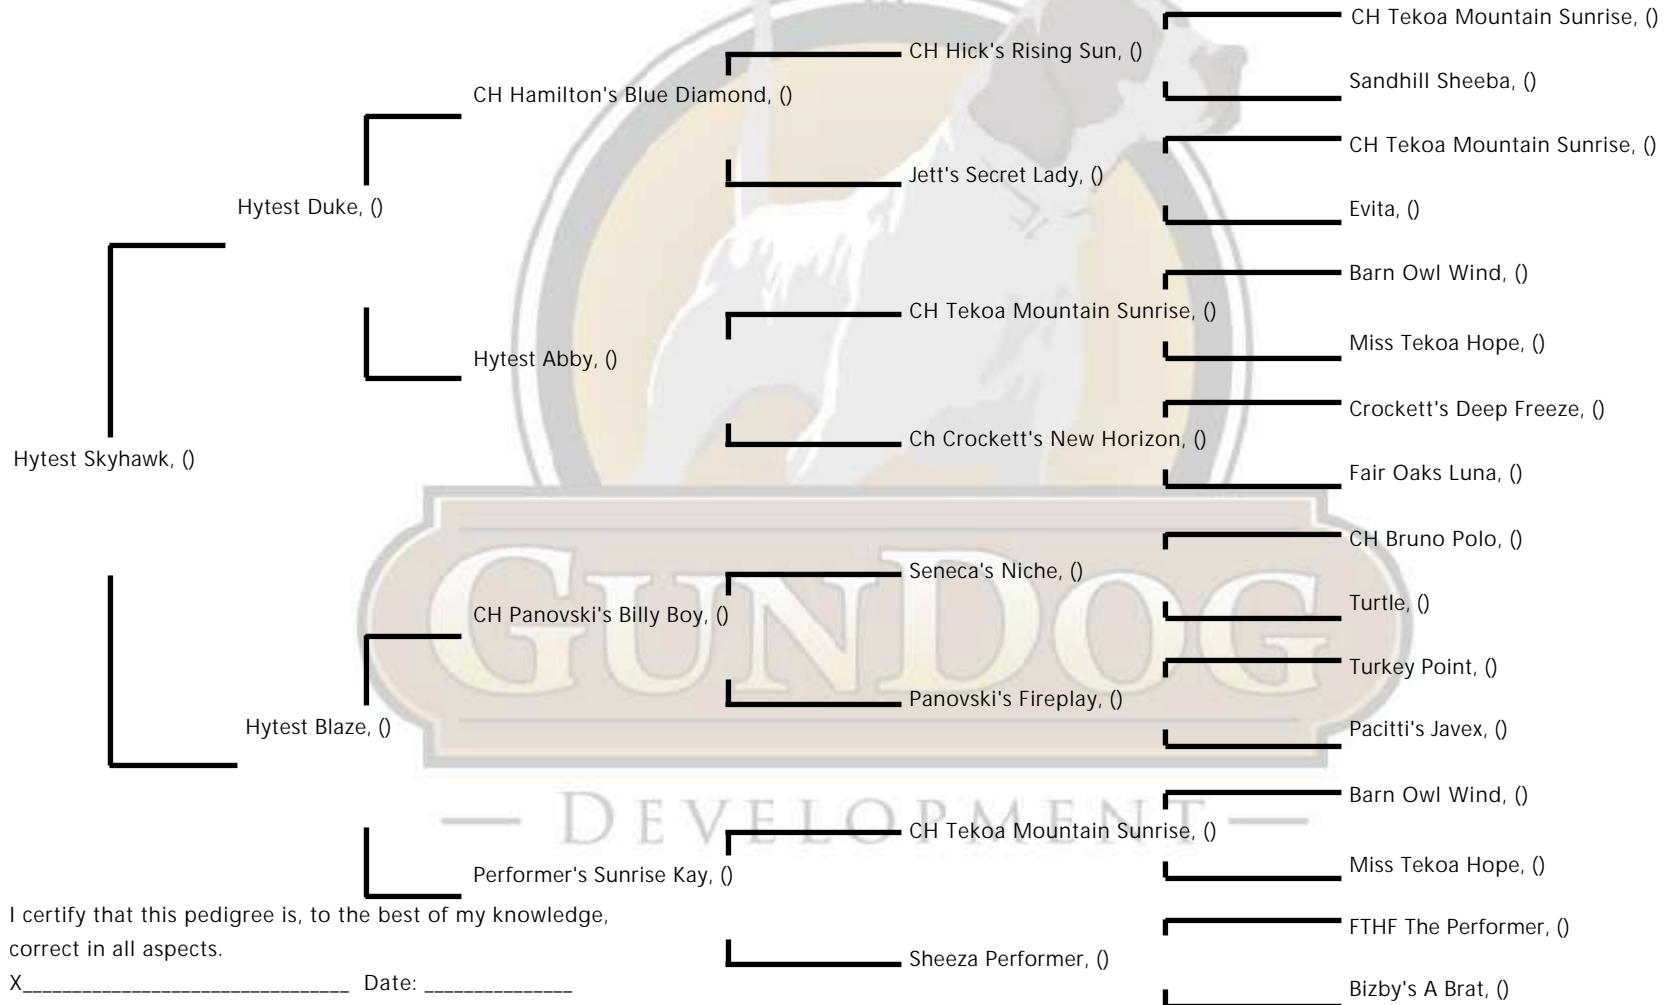 CH Tekoa Mountain Sunrise, ()
CH Hick's Rising Sun, ()
Sandhill Sheeba, ()
CH Hamilton's Blue Diamond, ()
CH Tekoa Mountain Sunrise, ()
Jett's Secret Lady, ()
Evita, ()
Hytest Duke, ()
Barn Owl Wind, ()
CH Tekoa Mountain Sunrise, ()
Miss Tekoa Hope, ()
Hytest Abby, ()
Crockett's Deep Freeze, ()
Ch Crockett's New Horizon, ()
Fair Oaks Luna, ()
Hytest Skyhawk, ()
CH Bruno Polo, ()
Seneca's Niche, ()
Turtle, ()
CH Panovski's Billy Boy, ()
GUNDOG
Turkey Point, ()
Panovski's Fireplay, ()
Pacitti's Javex, ()
Hytest Blaze, ()
Barn Owl Wind, ()
DEVELOPMENT
CH Tekoa Mountain Sunrise, ()
Miss Tekoa Hope, ()
Performer's Sunrise Kay, ()
FTHF The Performer, ()
Sheeza Performer, ()
Bizby's A Brat, ()
I certify that this pedigree is, to the best of my knowledge,
correct in all aspects.
X_________________________________ Date: _______________